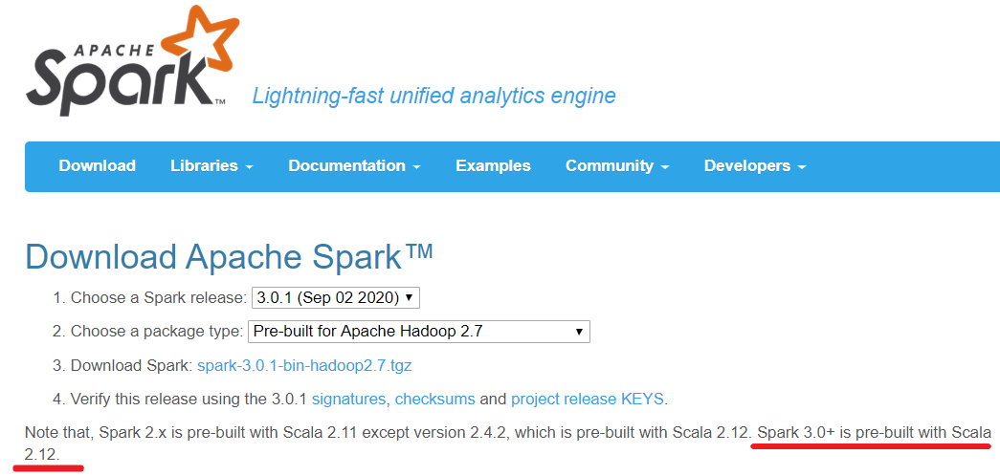 APACHE
Spark™
Lightning-fast unified analytics engine
Download Libraries Documentation Examples Community Developers
Download Apache Spark™
1. Choose a Spark release: 3.0.1 (Sep 02 2020)
2. Choose a package type: Pre-built for Apache Hadoop 2.7
3. Download Spark: spark-3.0.1-bin-hadoop2.7.tgz
4. Verify this release using the 3.0.1 signatures, checksums and project release KEYS.
Note that, Spark 2.x is pre-built with Scala 2.11 except version 2.4.2, which is pre-built with Scala 2.12. Spark 3.0+ is pre-built with Scala
2.12.